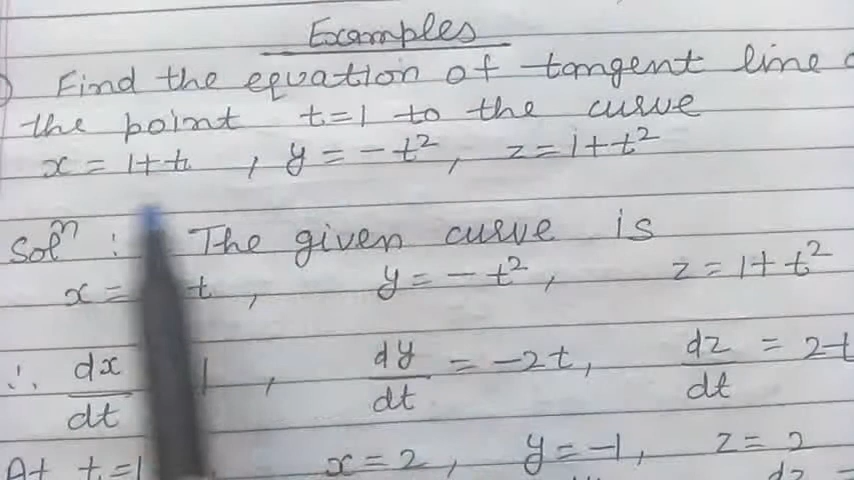 Examples
Find the equation of tangent line
the point t=1 to the curve
x = 1+t , y = -t², z = 1+t²
Solⁿ : The given curve is
x = t , y = -t², z = 1+t²
∴ dx/dt 1 , dy/dt = -2t, dz/dt = 2t
At t=1 x=2, y=-1, z=2